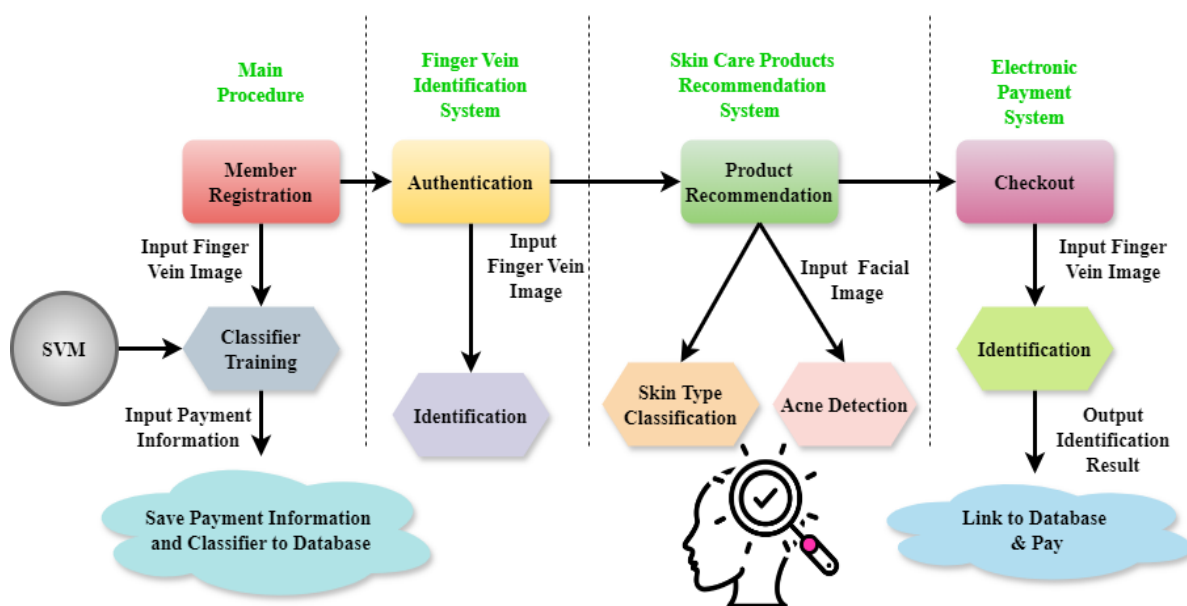 Main
Procedure
Finger Vein
Identification
System
Skin Care Products
Recommendation
System
Electronic
Payment
System
Member
Registration
Authentication
Product
Recommendation
Checkout
Input Finger
Vein Image
Input
Finger Vein
Image
Input Facial
Image
Input Finger
Vein Image
SVM
Classifier
Training
Identification
Skin Type
Classification
Acne Detection
Identification
Input Payment
Information
Output
Identification
Result
Save Payment Information
and Classifier to Database
Link to Database
& Pay